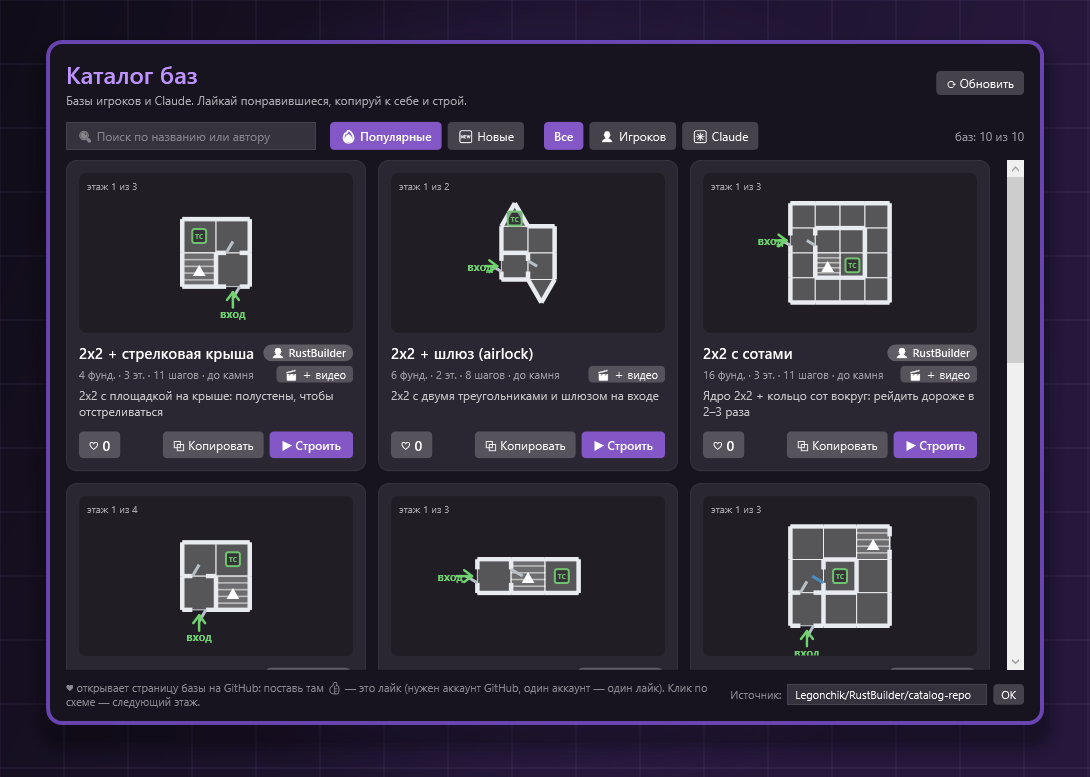 Каталог баз
Базы игроков и Claude. Лайкай понравившиеся, копируй к себе и строй.
Обновить
Поиск по названию или автору
Популярные
NEW Новые
Все
Игроков
Claude
баз: 10 из 10
этаж 1 из 3
TC
вход
2x2 + стрелковая крыша
RustBuilder
4 фунд. · 3 эт. · 11 шагов · до камня
+ видео
2x2 с площадкой на крыше: полустены, чтобы
отстреливаться
0
Копировать
Строить
этаж 1 из 2
TC
вход
2x2 + шлюз (airlock)
6 фунд. · 2 эт. · 8 шагов · до камня
+ видео
2x2 с двумя треугольниками и шлюзом на входе
0
Копировать
Строить
этаж 1 из 3
вход
TC
2x2 с сотами
RustBuilder
16 фунд. · 3 эт. · 11 шагов · до камня
+ видео
Ядро 2x2 + кольцо сот вокруг: рейдить дороже в
2–3 раза
0
Копировать
Строить
этаж 1 из 4
TC
вход
этаж 1 из 3
вход
TC
этаж 1 из 3
TC
вход
♥ открывает страницу базы на GitHub: поставь там 👍 — это лайк (нужен аккаунт GitHub, один аккаунт — один лайк). Клик по
схеме — следующий этаж.
Источник:
Legonchik/RustBuilder/catalog-repo
OK